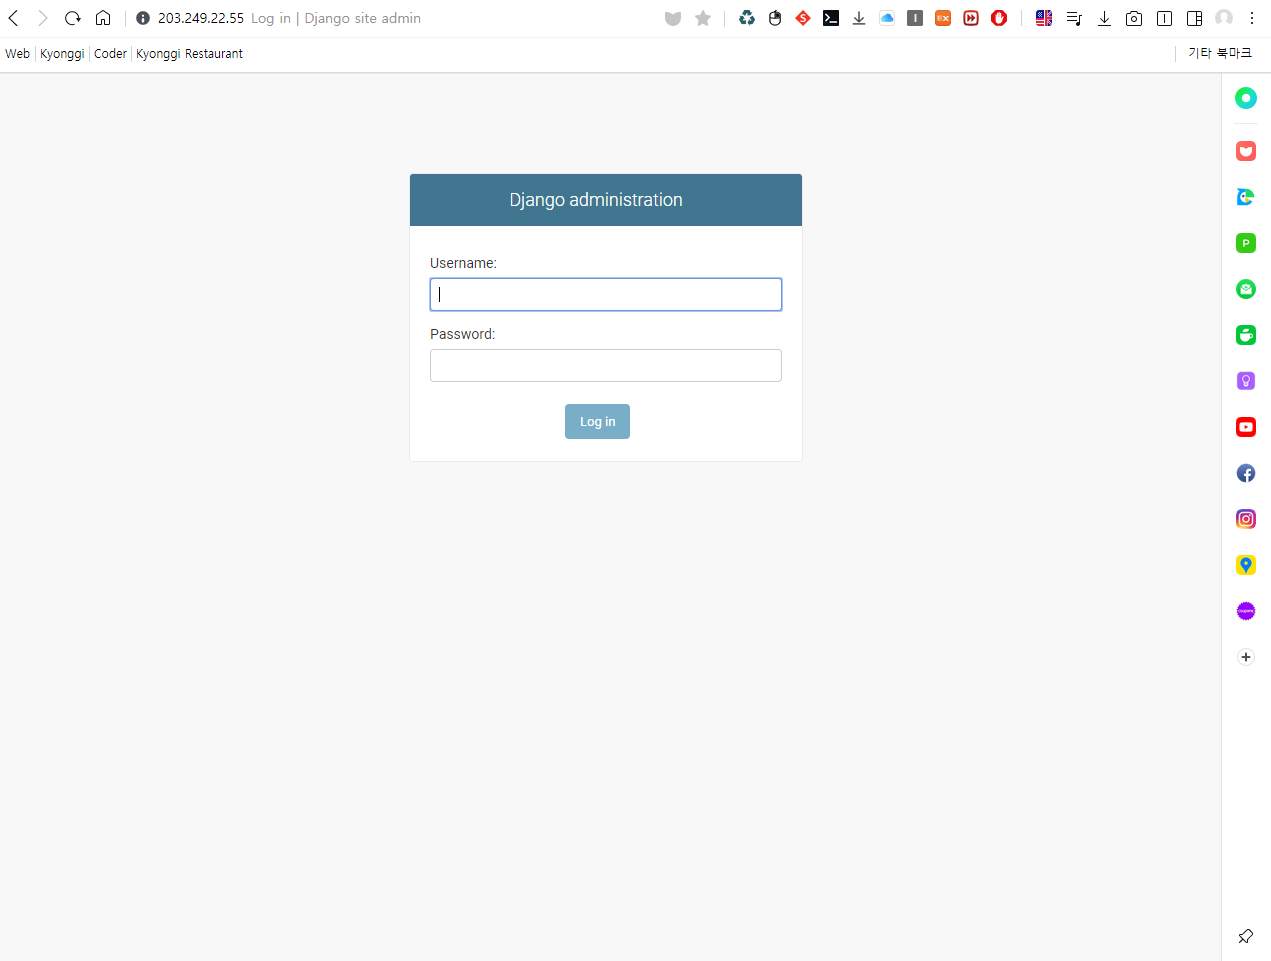 203.249.22.55 Log in | Django site admin
Web Kyonggi Coder Kyonggi Restaurant 기타 북마크
Django administration
Username:
Password:
Log in